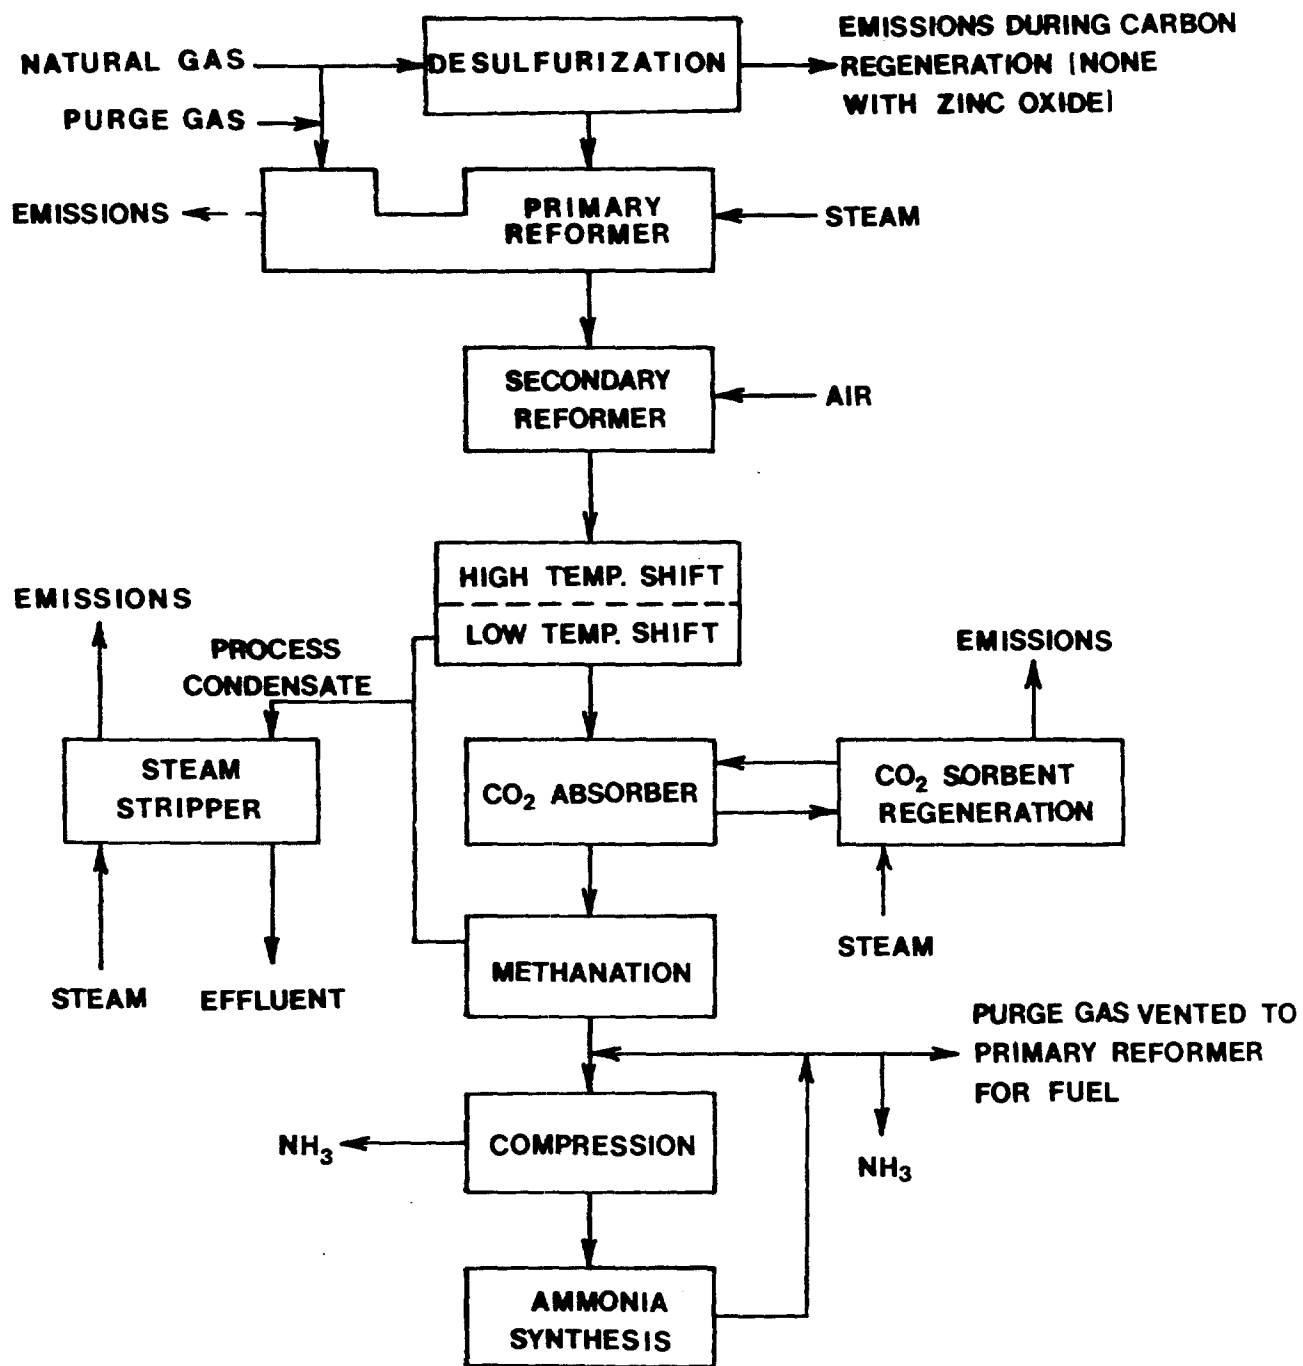 NATURAL GAS
PURGE GAS
DESULFURIZATION
EMISSIONS DURING CARBON
REGENERATION (NONE
WITH ZINC OXIDE)
EMISSIONS
PRIMARY
REFORMER
STEAM
SECONDARY
REFORMER
AIR
HIGH TEMP. SHIFT
LOW TEMP. SHIFT
EMISSIONS
PROCESS
CONDENSATE
EMISSIONS
STEAM
STRIPPER
CO₂ ABSORBER
CO₂ SORBENT
REGENERATION
STEAM
EFFLUENT
METHANATION
STEAM
PURGE GAS VENTED TO
PRIMARY REFORMER
FOR FUEL
NH₃
COMPRESSION
NH₃
AMMONIA
SYNTHESIS